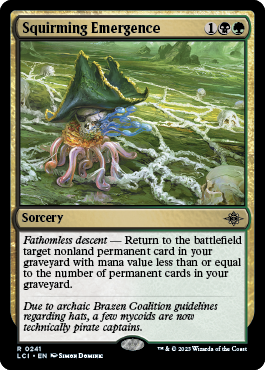 Squirming Emergence 1
Sorcery
Fathomless descent — Return to the battlefield
target nonland permanent card in your
graveyard with mana value less than or equal
to the number of permanent cards in your
graveyard.
Due to archaic Brazen Coalition guidelines
regarding hats, a few mycoids are now
technically pirate captains.
R 0241
LCI • EN SIMON DOMINIC
™ & © 2023 Wizards of the Coast